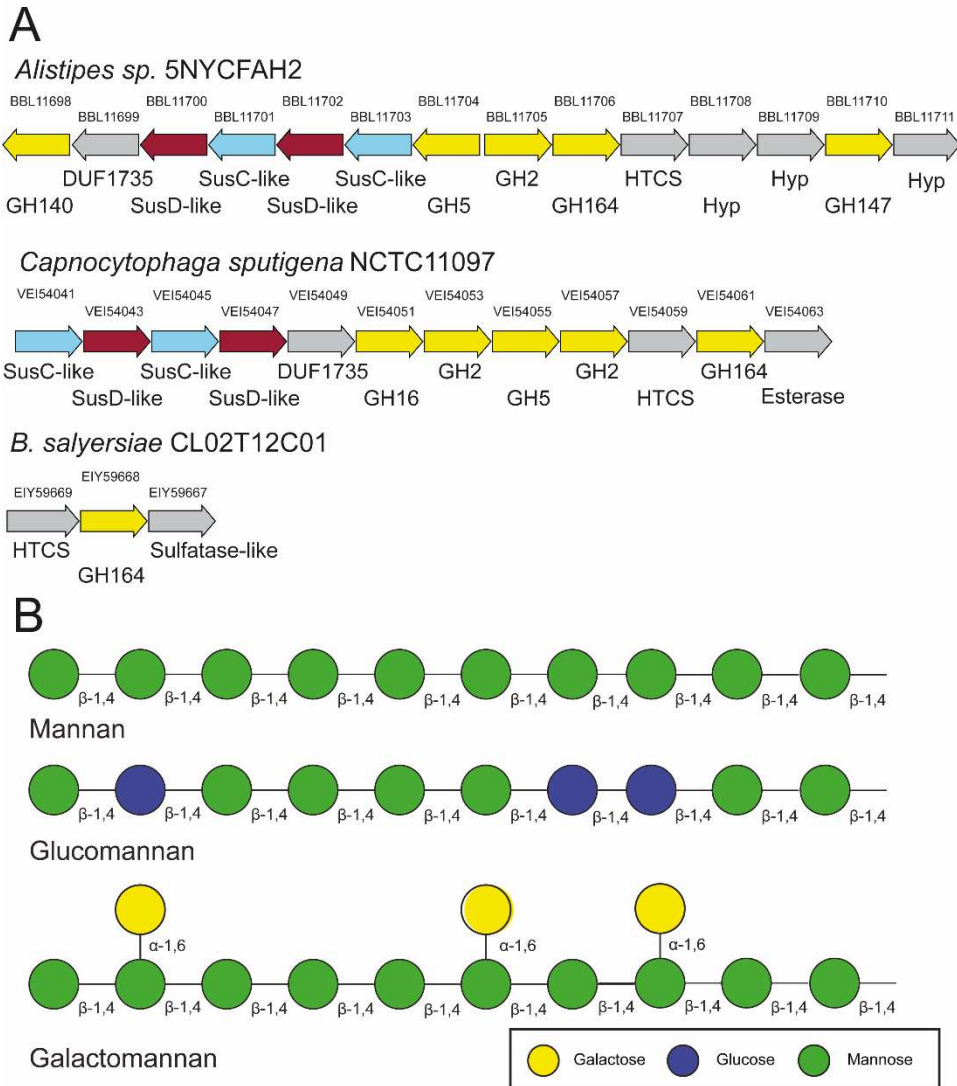 A
Alistipes sp. 5NYCFAH2
BBL11698 BBL11699 BBL11700 BBL11701 BBL11702 BBL11703 BBL11704 BBL11705 BBL11706 BBL11707 BBL11708 BBL11709 BBL11710 BBL11711
DUF1735 SusC-like SusC-like GH2 HTCS Hyp Hyp
GH140 SusD-like SusD-like GH5 GH164 Hyp GH147
Capnocytophaga sputigena NCTC11097
VEI54041 VEI54043 VEI54045 VEI54047 VEI54049 VEI54051 VEI54053 VEI54055 VEI54057 VEI54059 VEI54061 VEI54063
SusC-like SusC-like DUF1735 GH2 GH2 GH164
SusD-like SusD-like GH16 GH5 HTCS Esterase
B. salyersiae CL02T12C01
EIY59669 EIY59668 EIY59667
HTCS Sulfatase-like
GH164
B
β-1,4 β-1,4 β-1,4 β-1,4 β-1,4 β-1,4 β-1,4 β-1,4 β-1,4 β-1,4
Mannan
β-1,4 β-1,4 β-1,4 β-1,4 β-1,4 β-1,4 β-1,4 β-1,4 β-1,4 β-1,4
Glucomannan
α-1,6 α-1,6 α-1,6
β-1,4 β-1,4 β-1,4 β-1,4 β-1,4 β-1,4 β-1,4 β-1,4 β-1,4 β-1,4
Galactomannan
Galactose Glucose Mannose